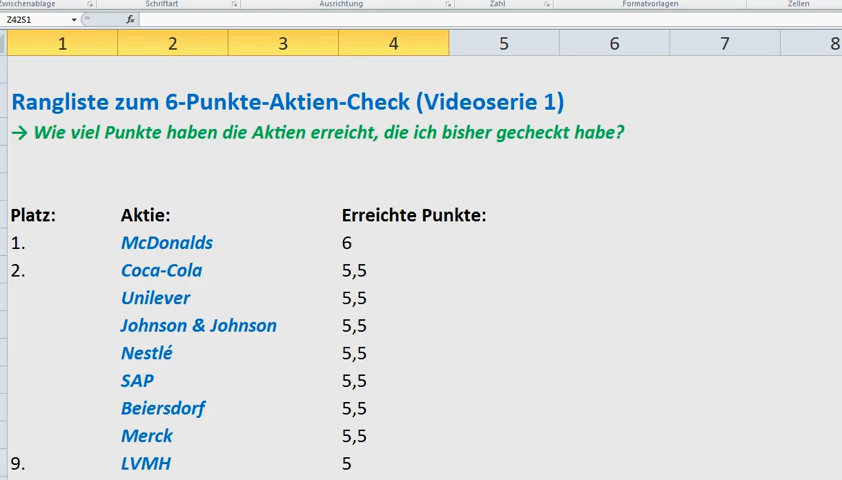 Zwischenablage Schriftart Ausrichtung Zahl Formatvorlagen Zellen
Z42S1 fx
1 2 3 4 5 6 7 8
Rangliste zum 6-Punkte-Aktien-Check (Videoserie 1)
→ Wie viel Punkte haben die Aktien erreicht, die ich bisher gecheckt habe?
Platz: Aktie: Erreichte Punkte:
1. McDonalds 6
2. Coca-Cola 5,5
Unilever 5,5
Johnson & Johnson 5,5
Nestlé 5,5
SAP 5,5
Beiersdorf 5,5
Merck 5,5
9. LVMH 5